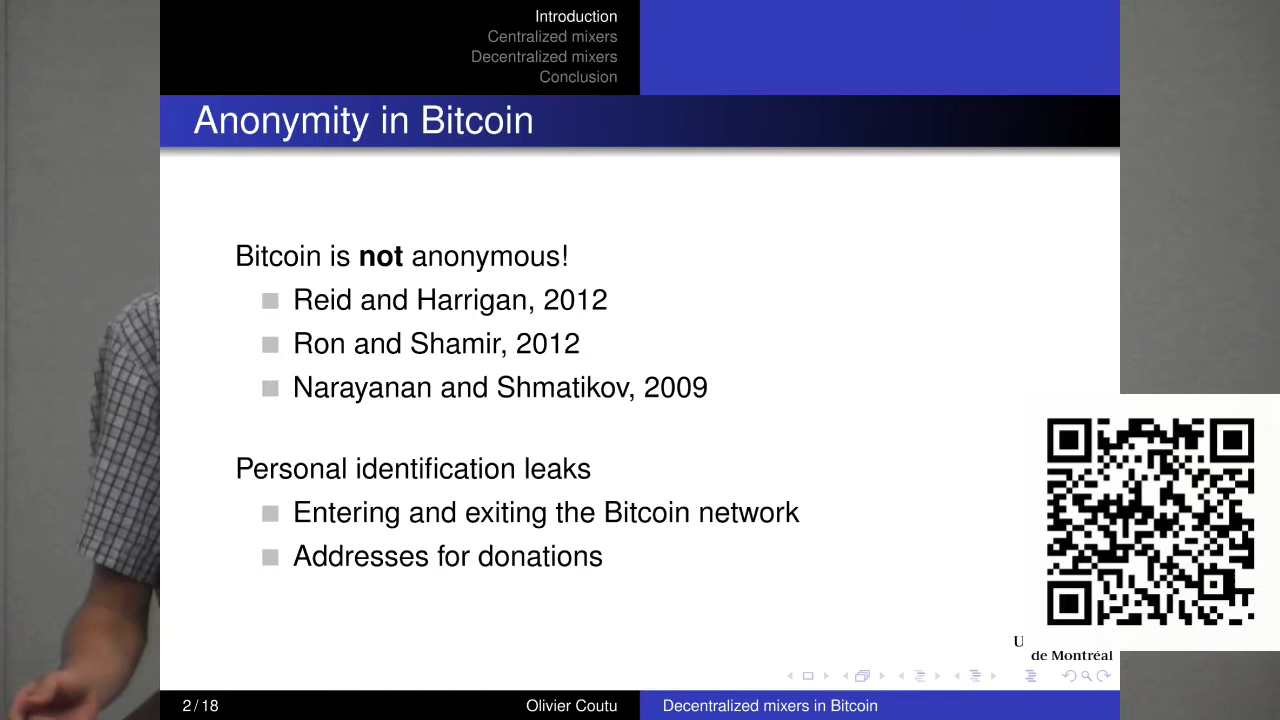 Introduction
Centralized mixers
Decentralized mixers
Conclusion
Anonymity in Bitcoin
Bitcoin is not anonymous!
Reid and Harrigan, 2012
Ron and Shamir, 2012
Narayanan and Shmatikov, 2009
Personal identification leaks
Entering and exiting the Bitcoin network
Addresses for donations
U
de Montréal
2 / 18
Olivier Coutu
Decentralized mixers in Bitcoin